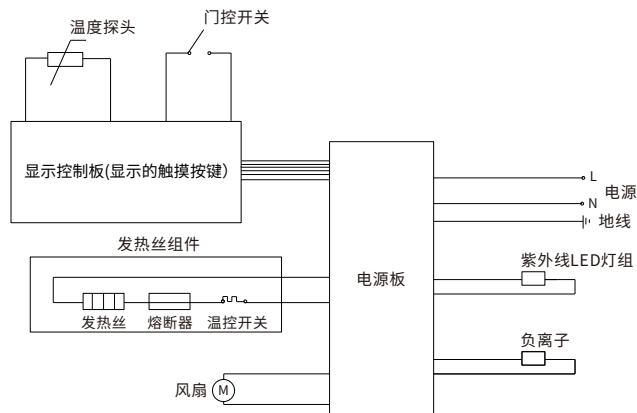 温度探头
门控开关
显示控制板(显示的触摸按键)
L
电源
N
地线
发热丝组件
电源板
紫外线LED灯组
发热丝
熔断器
温控开关
负离子
风扇
M